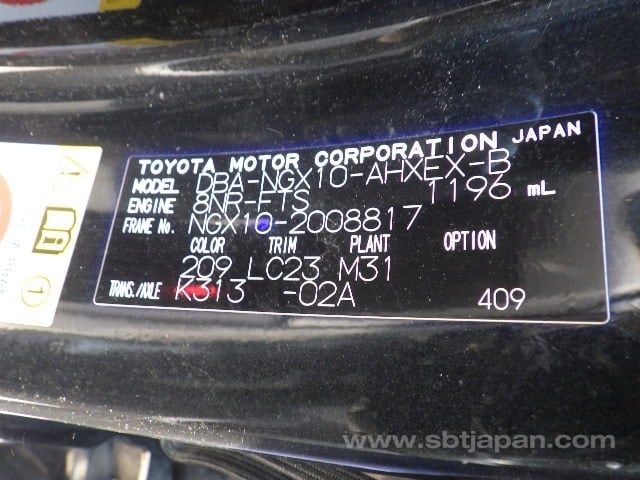 TOYOTA MOTOR CORPORATION JAPAN
MODEL DBA-NGX10-AHXEX-B
ENGINE 8NR-FTS 1196 mL
FRAME No. NGX10-2008817
COLOR TRIM PLANT OPTION
209 LC23 M31
TRANS./AXLE K313 -02A 409
1
www.sbtjapan.com